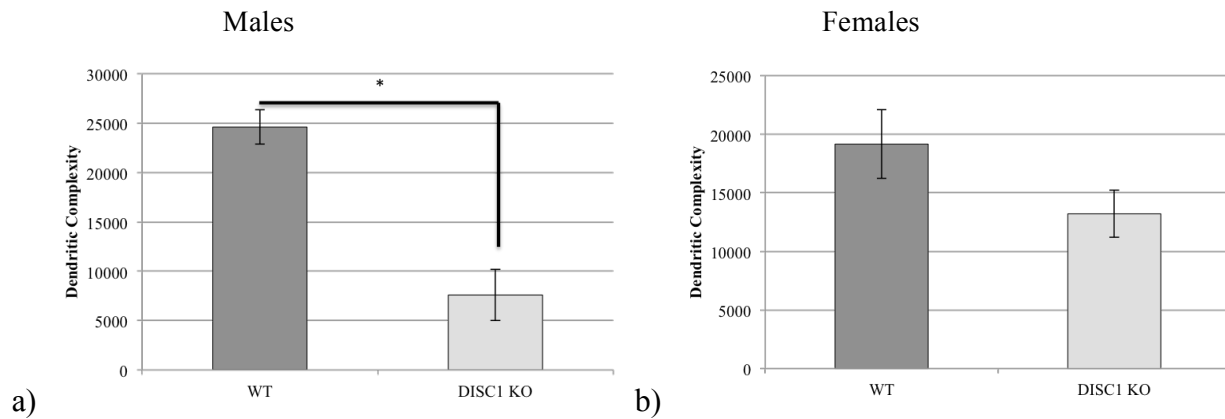 Males
Females
*
Dendritic Complexity
30000
25000
20000
15000
10000
5000
0
WT
DISC1 KO
a)
Dendritic Complexity
25000
20000
15000
10000
5000
0
WT
DISC1 KO
b)